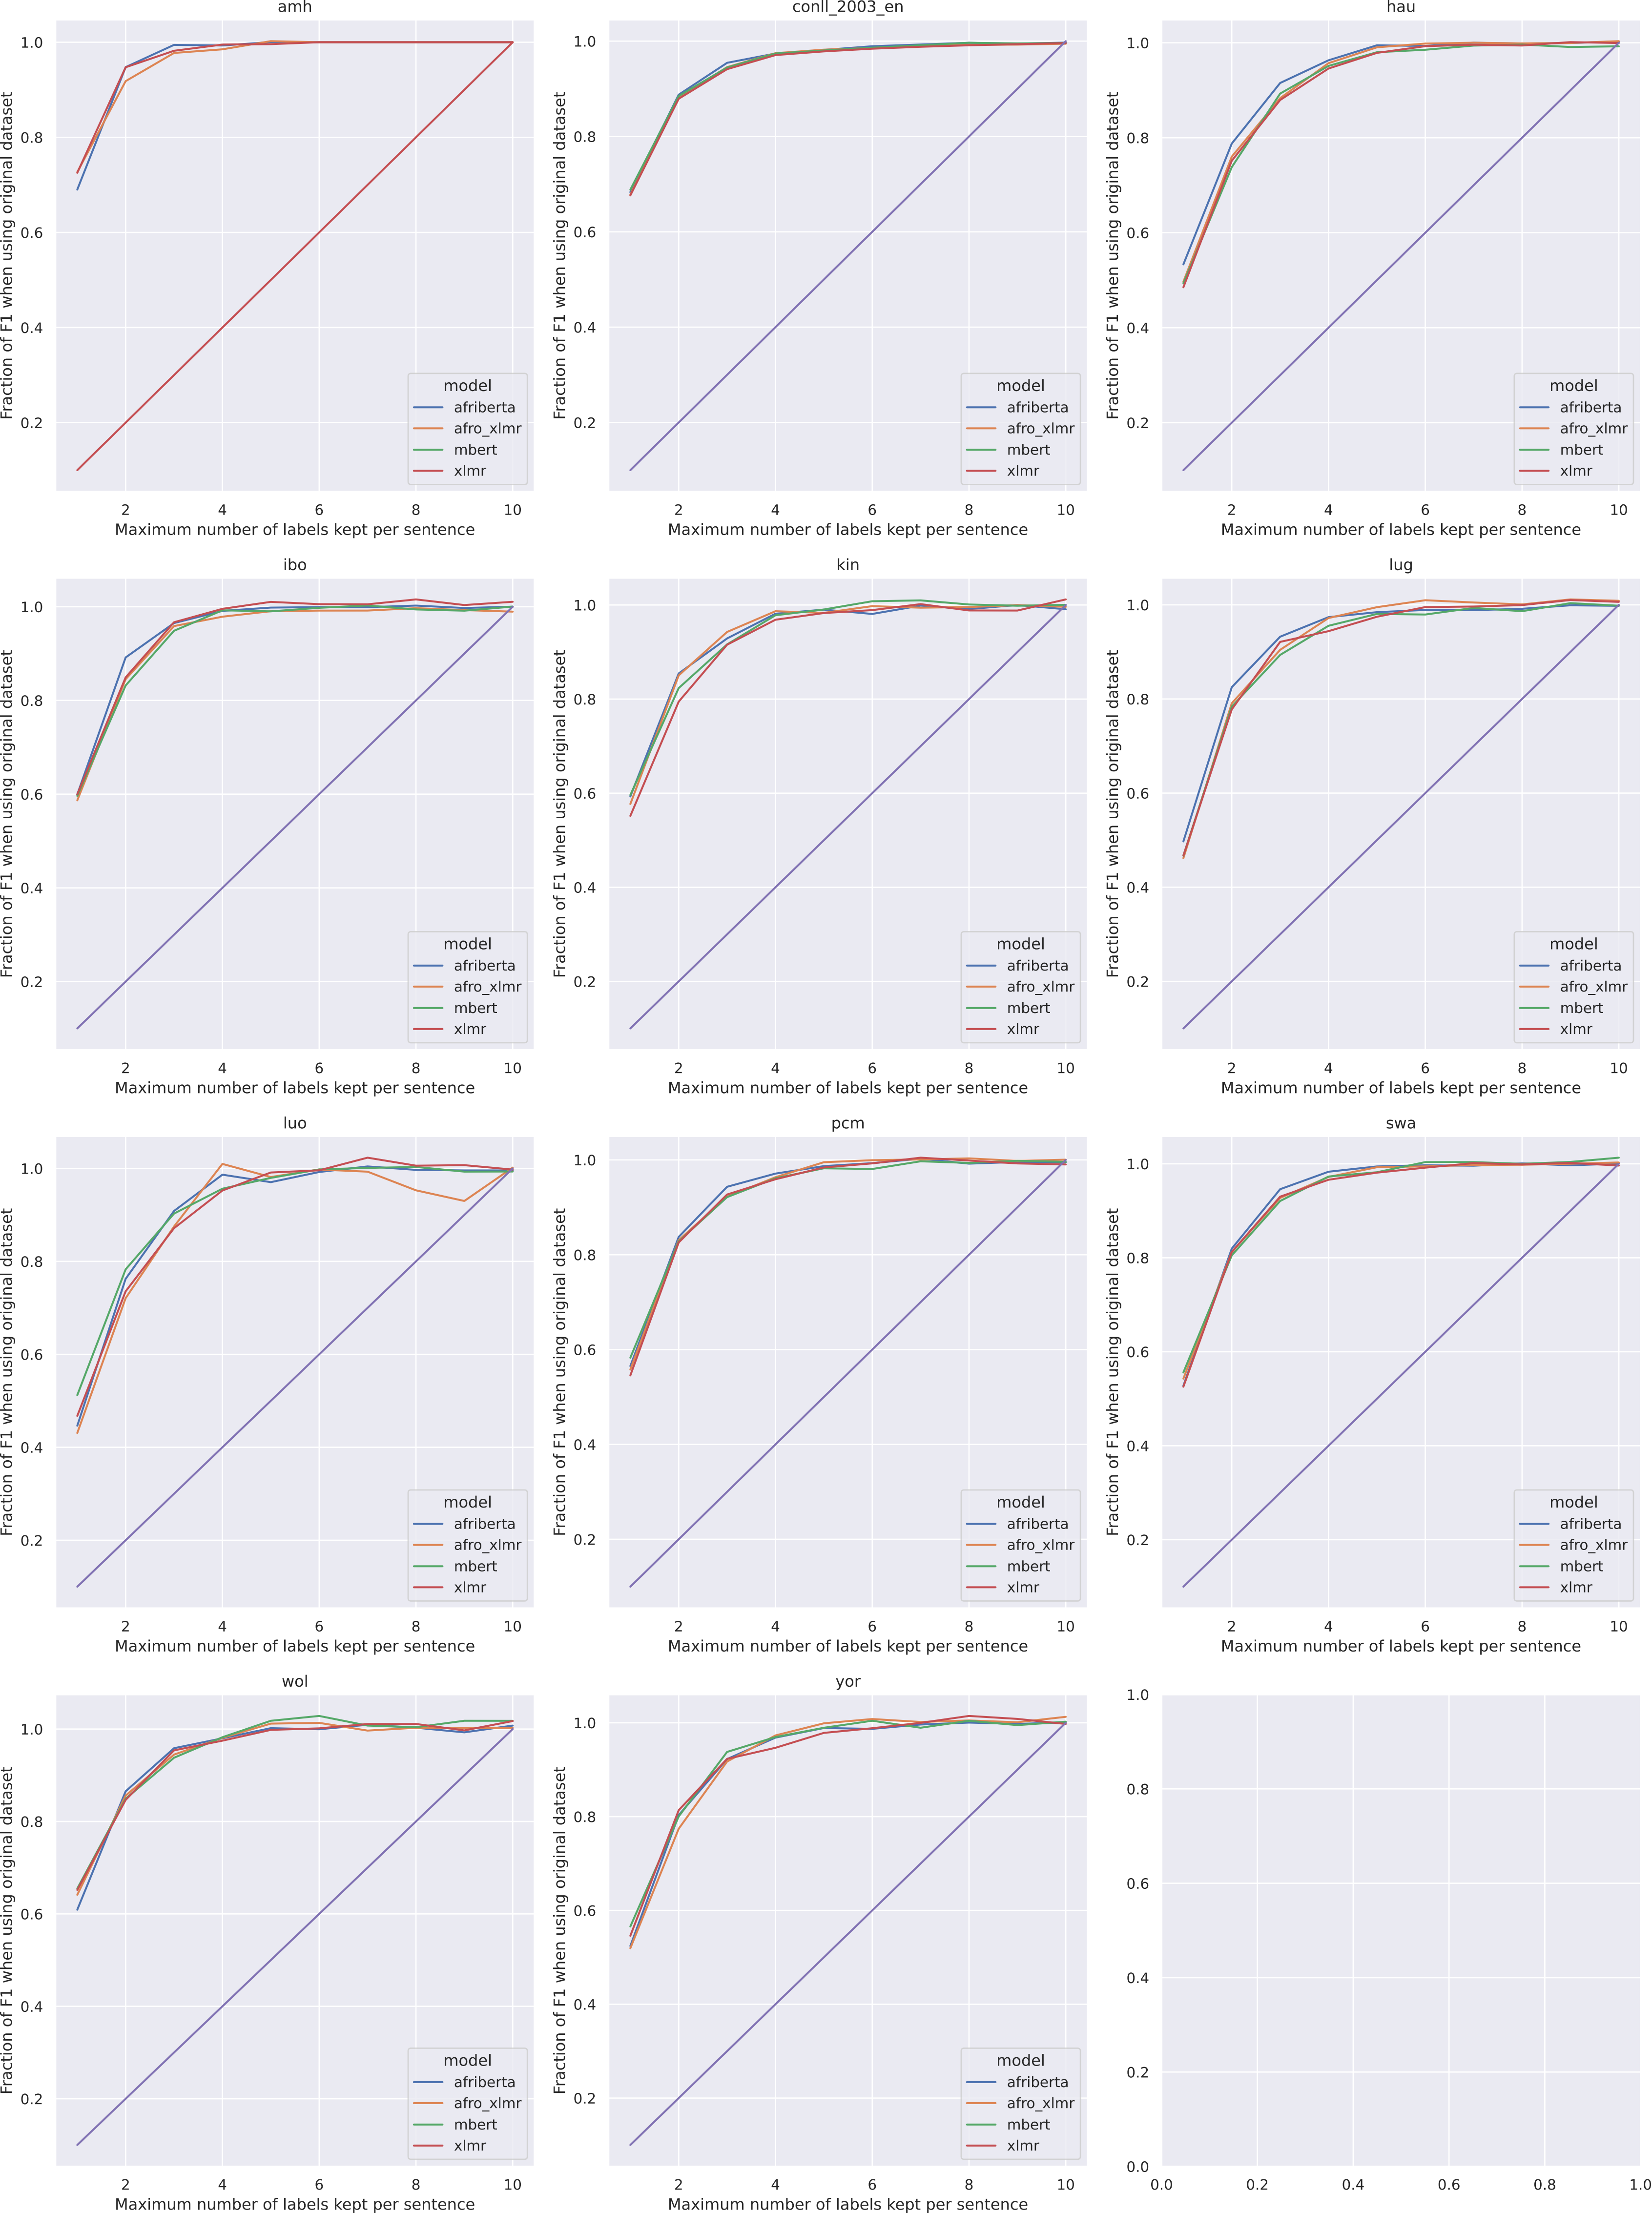 amh
Fraction of F1 when using original dataset
1.0
0.8
0.6
0.4
0.2
2 4 6 8 10
Maximum number of labels kept per sentence
model
afriberta
afro_xlmr
mbert
xlmr
conll_2003_en
Fraction of F1 when using original dataset
1.0
0.8
0.6
0.4
0.2
2 4 6 8 10
Maximum number of labels kept per sentence
model
afriberta
afro_xlmr
mbert
xlmr
hau
Fraction of F1 when using original dataset
1.0
0.8
0.6
0.4
0.2
2 4 6 8 10
Maximum number of labels kept per sentence
model
afriberta
afro_xlmr
mbert
xlmr
ibo
Fraction of F1 when using original dataset
1.0
0.8
0.6
0.4
0.2
2 4 6 8 10
Maximum number of labels kept per sentence
model
afriberta
afro_xlmr
mbert
xlmr
kin
Fraction of F1 when using original dataset
1.0
0.8
0.6
0.4
0.2
2 4 6 8 10
Maximum number of labels kept per sentence
model
afriberta
afro_xlmr
mbert
xlmr
lug
Fraction of F1 when using original dataset
1.0
0.8
0.6
0.4
0.2
2 4 6 8 10
Maximum number of labels kept per sentence
model
afriberta
afro_xlmr
mbert
xlmr
luo
Fraction of F1 when using original dataset
1.0
0.8
0.6
0.4
0.2
2 4 6 8 10
Maximum number of labels kept per sentence
model
afriberta
afro_xlmr
mbert
xlmr
pcm
Fraction of F1 when using original dataset
1.0
0.8
0.6
0.4
0.2
2 4 6 8 10
Maximum number of labels kept per sentence
model
afriberta
afro_xlmr
mbert
xlmr
swa
Fraction of F1 when using original dataset
1.0
0.8
0.6
0.4
0.2
2 4 6 8 10
Maximum number of labels kept per sentence
model
afriberta
afro_xlmr
mbert
xlmr
wol
Fraction of F1 when using original dataset
1.0
0.8
0.6
0.4
0.2
2 4 6 8 10
Maximum number of labels kept per sentence
model
afriberta
afro_xlmr
mbert
xlmr
yor
Fraction of F1 when using original dataset
1.0
0.8
0.6
0.4
0.2
2 4 6 8 10
Maximum number of labels kept per sentence
model
afriberta
afro_xlmr
mbert
xlmr
1.0
0.8
0.6
0.4
0.2
0.0
0.0 0.2 0.4 0.6 0.8 1.0